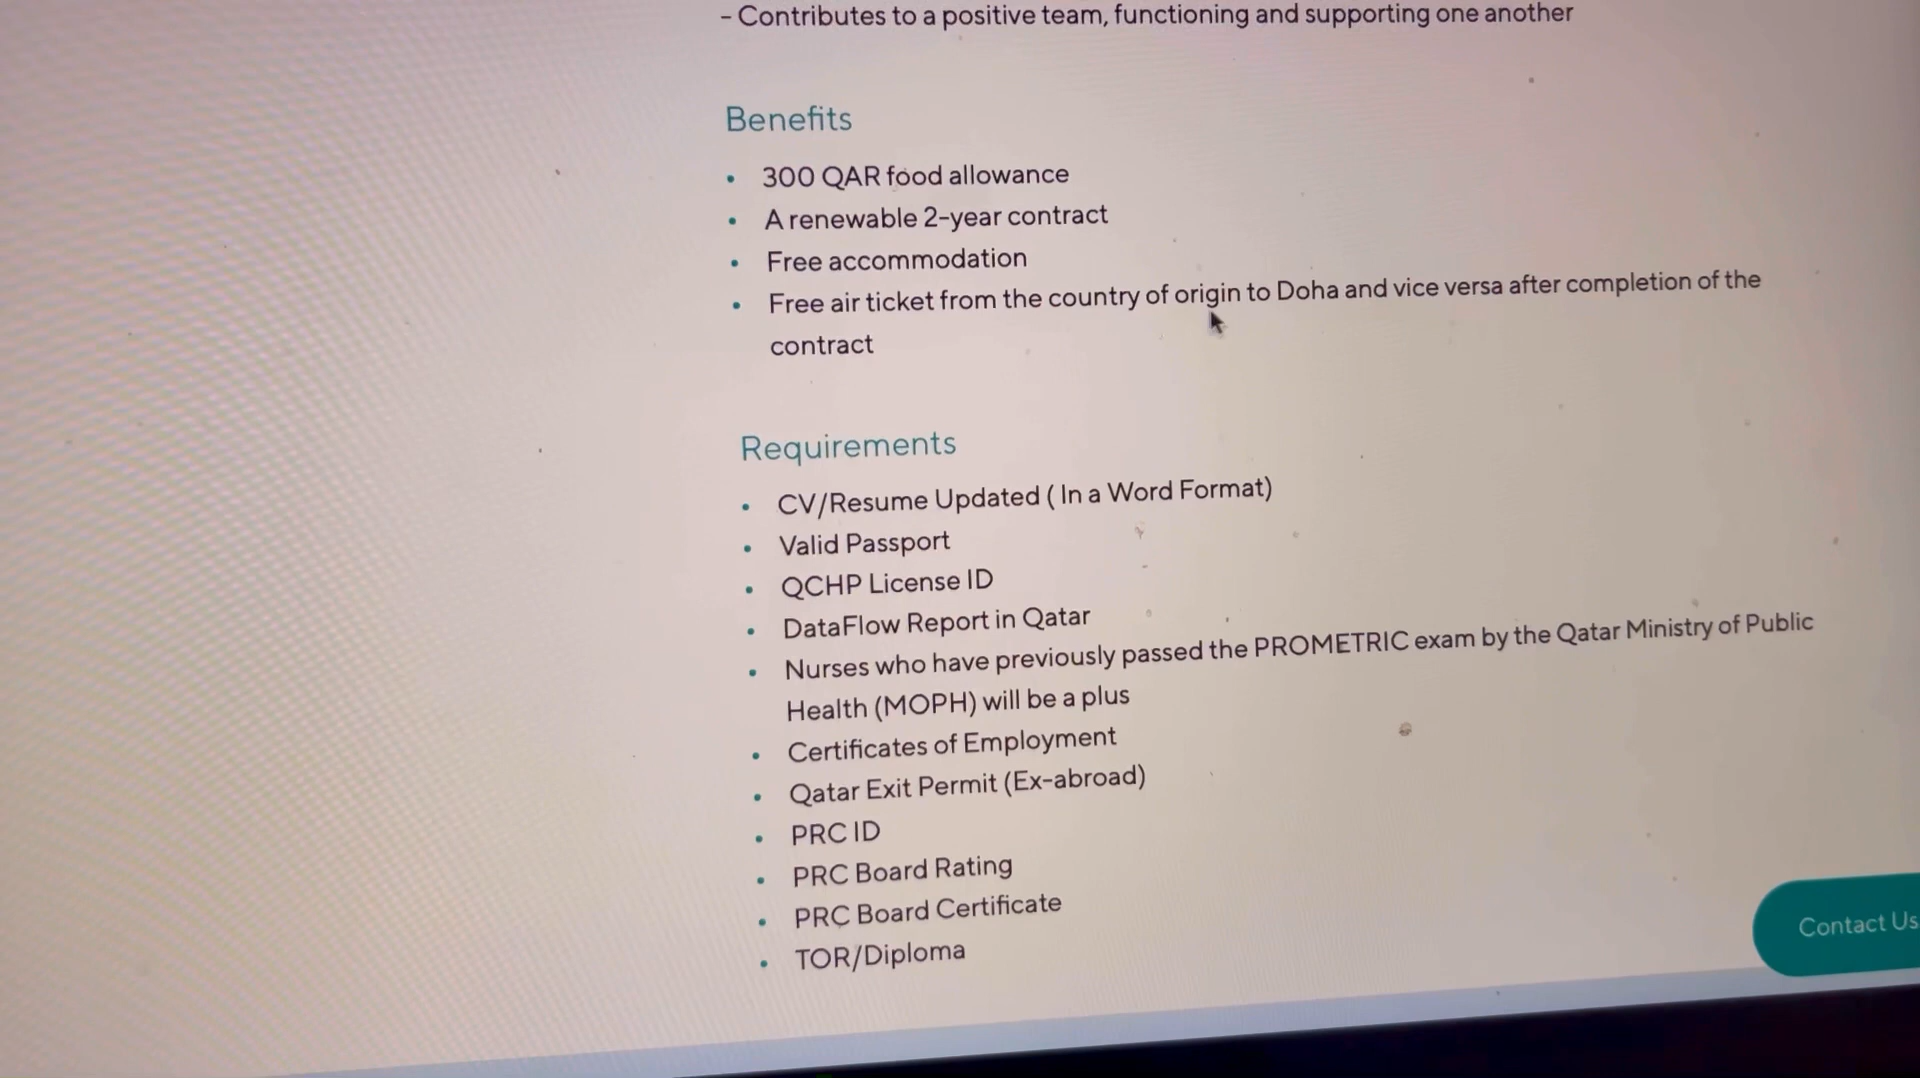 - Contributes to a positive team, functioning and supporting one another
Benefits
• 300 QAR food allowance
• A renewable 2-year contract
• Free accommodation
• Free air ticket from the country of origin to Doha and vice versa after completion of the
contract
Requirements
• CV/Resume Updated ( In a Word Format)
• Valid Passport
• QCHP License ID
• DataFlow Report in Qatar
• Nurses who have previously passed the PROMETRIC exam by the Qatar Ministry of Public
Health (MOPH) will be a plus
• Certificates of Employment
• Qatar Exit Permit (Ex-abroad)
• PRC ID
• PRC Board Rating
• PRC Board Certificate
• TOR/Diploma
Contact Us